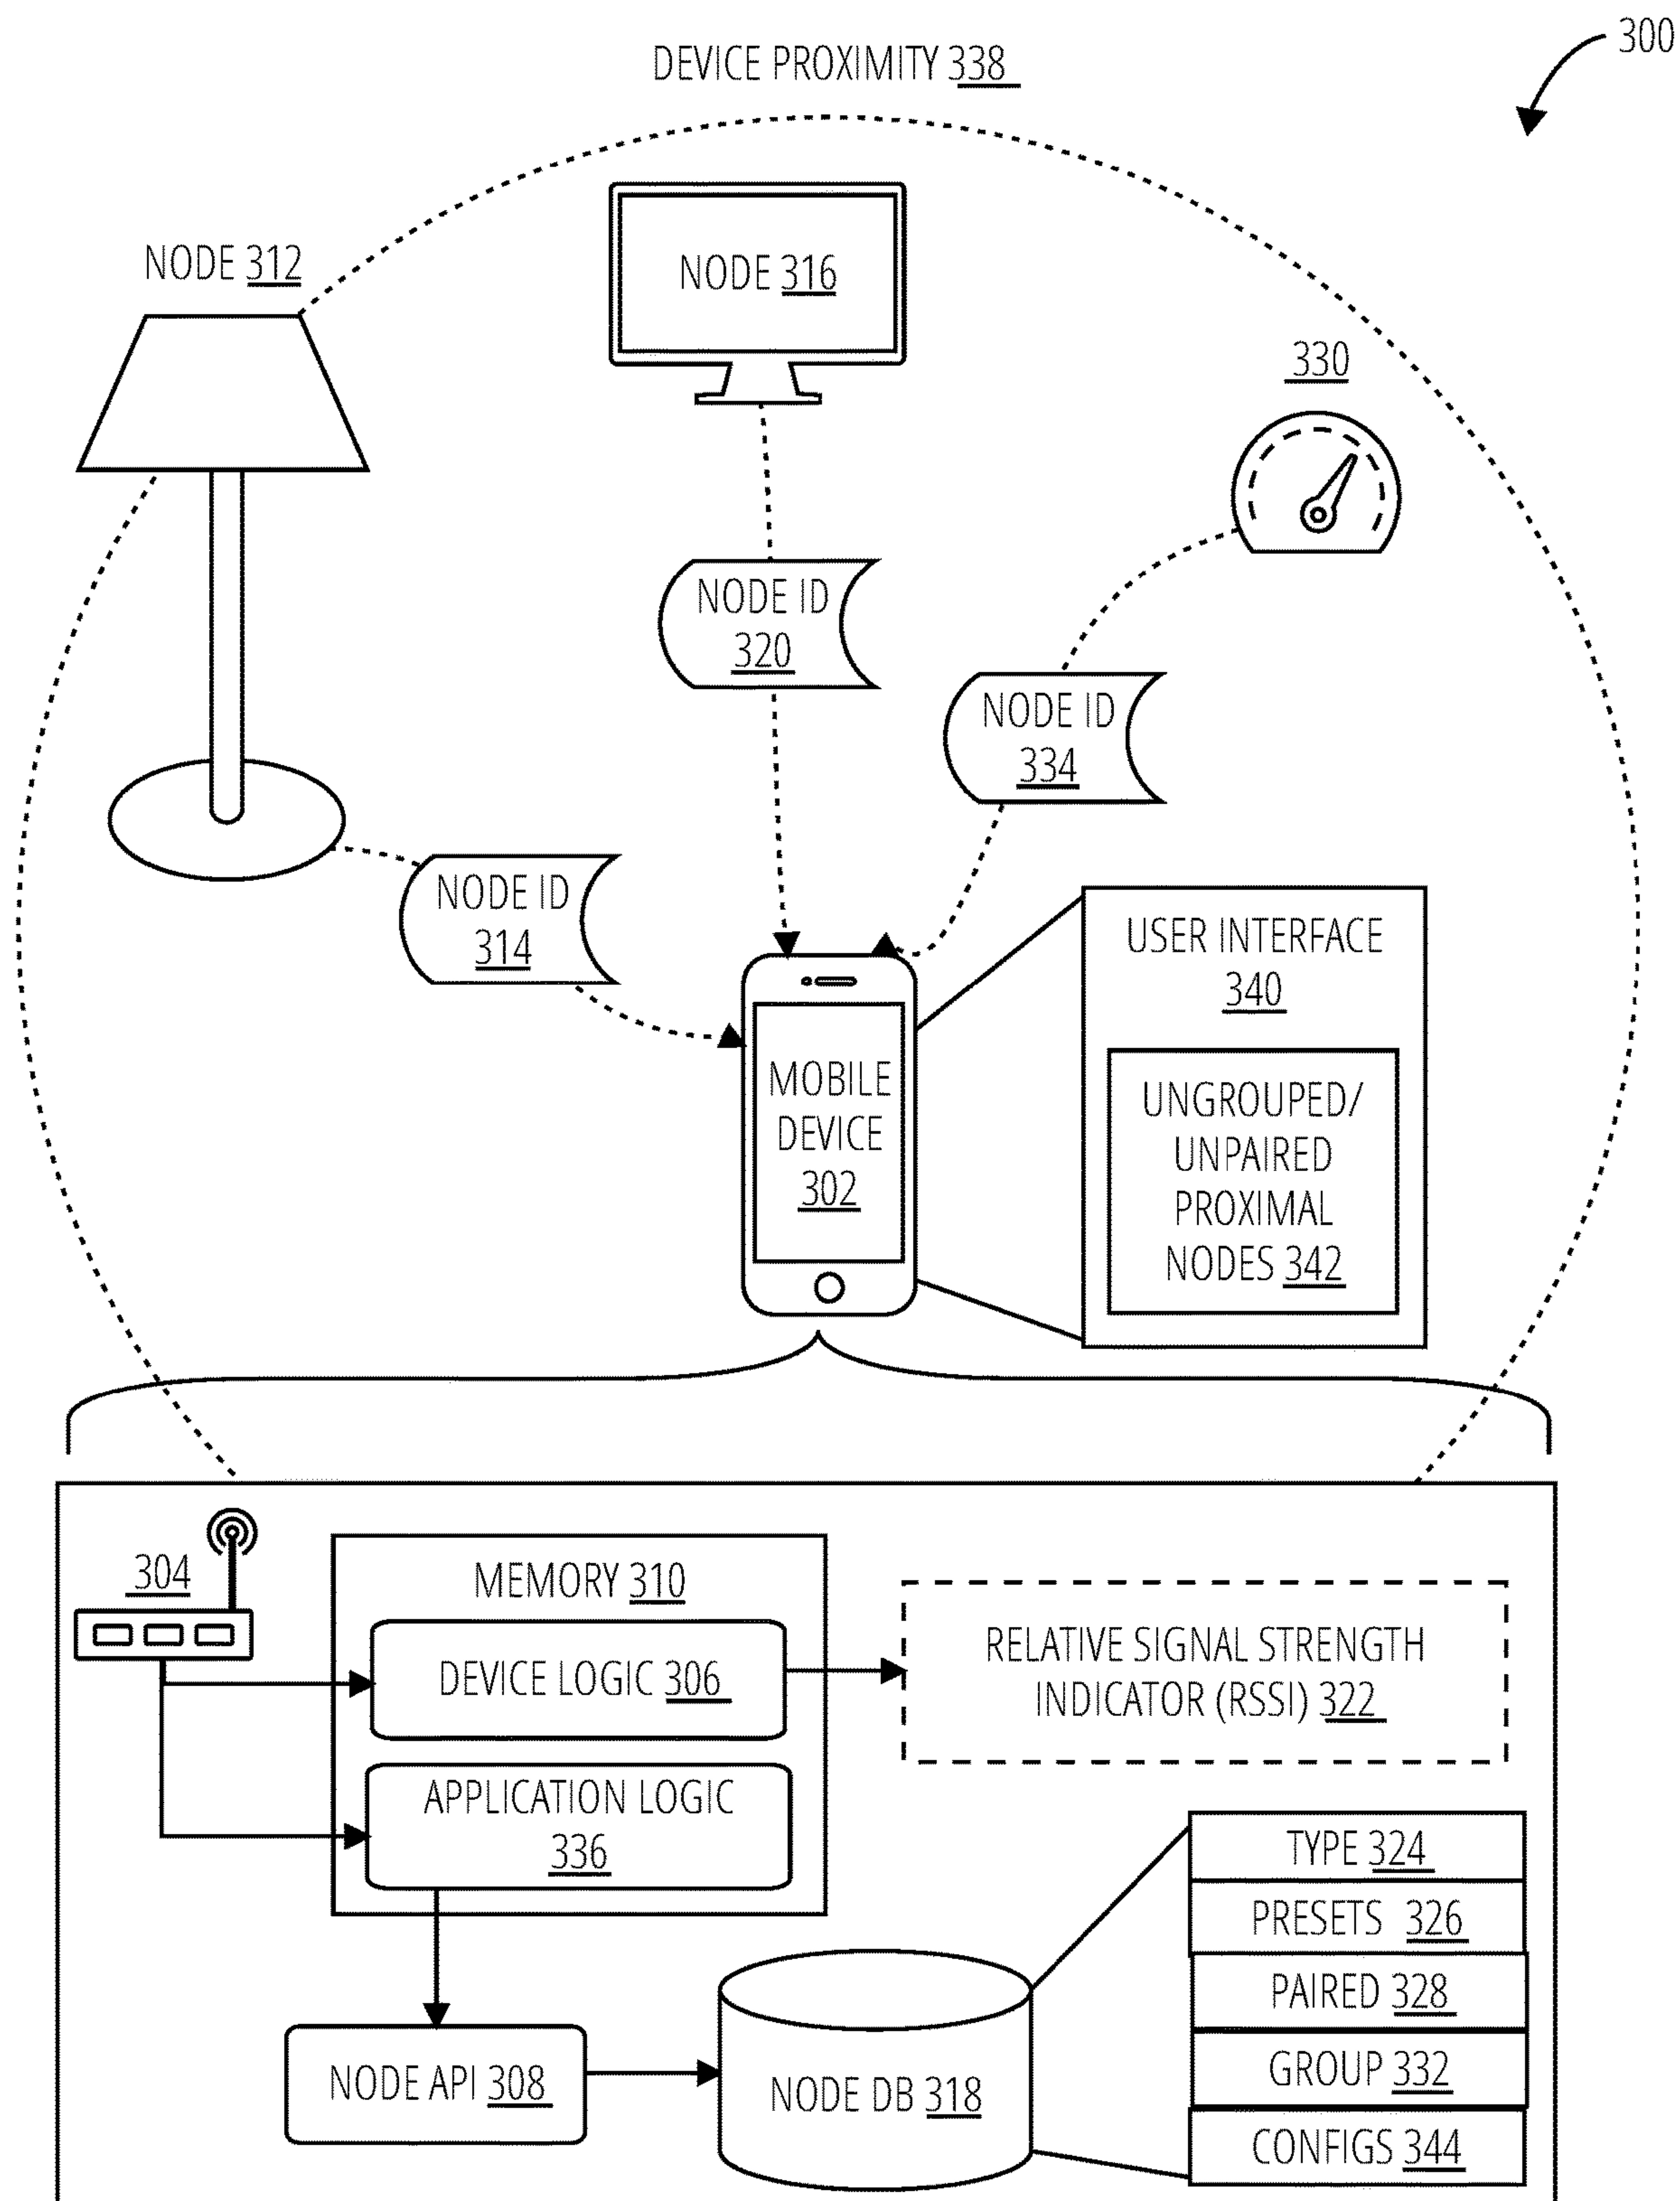 300
DEVICE PROXIMITY 338
NODE 312
NODE 316
330
NODE ID
320
NODE ID
334
NODE ID
314
USER INTERFACE
340
MOBILE
DEVICE
302
UNGROUPED/
UNPAIRED
PROXIMAL
NODES 342
304
MEMORY 310
DEVICE LOGIC 306
RELATIVE SIGNAL STRENGTH
INDICATOR (RSSI) 322
APPLICATION LOGIC
336
TYPE 324
PRESETS 326
PAIRED 328
GROUP 332
CONFIGS 344
NODE API 308
NODE DB 318